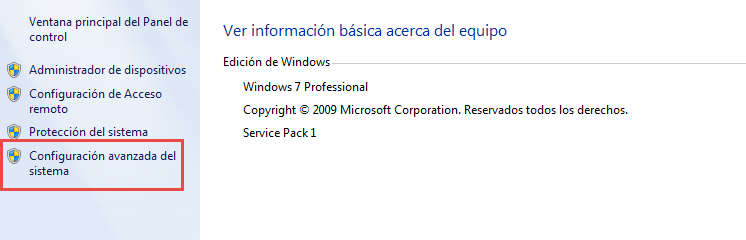 Ventana principal del Panel de
control
Administrador de dispositivos
Configuración de Acceso
remoto
Protección del sistema
Configuración avanzada del
sistema
Ver información básica acerca del equipo
Edición de Windows
Windows 7 Professional
Copyright © 2009 Microsoft Corporation. Reservados todos los derechos.
Service Pack 1